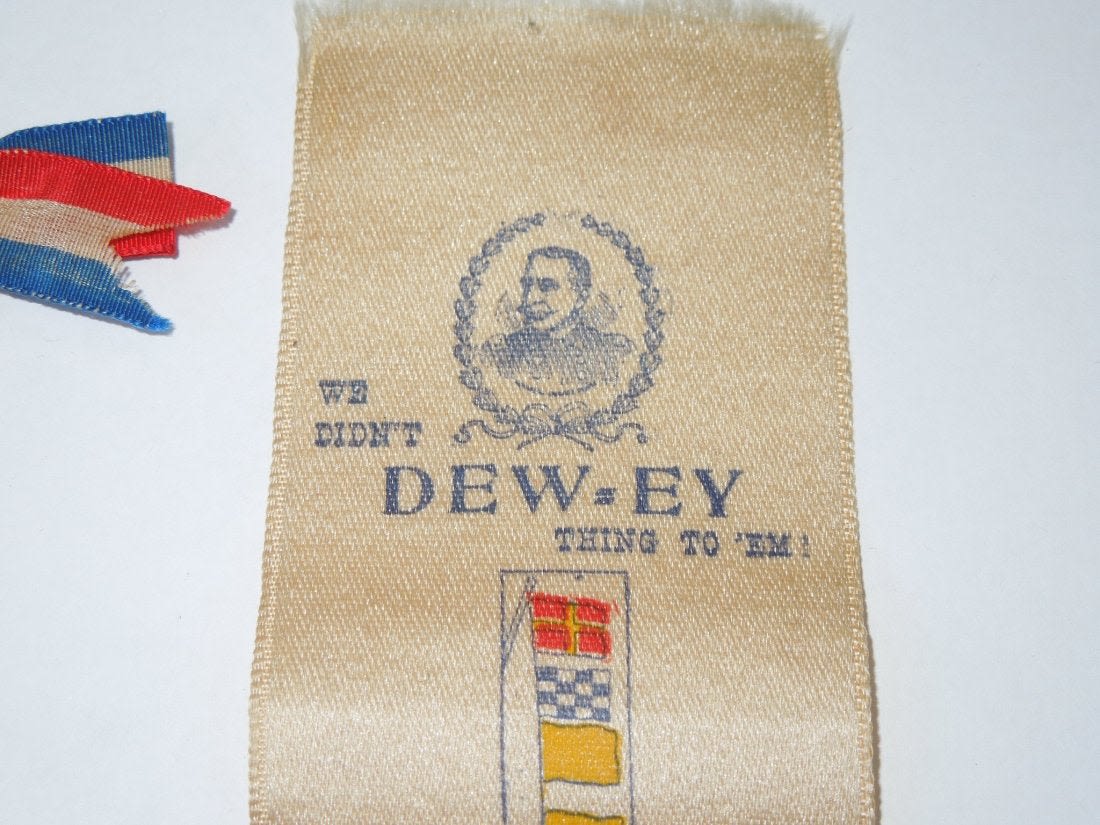 WE
DIDN'T
DEW=EY
THING TO 'EM!